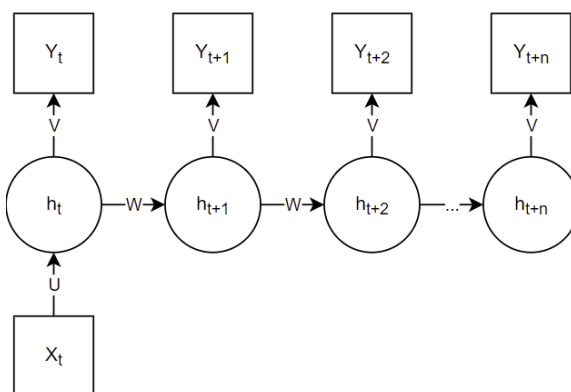 Yₜ Yₜ₊₁ Yₜ₊₂ Yₜ₊ₙ
V V V V
hₜ W hₜ₊₁ W hₜ₊₂ ... hₜ₊ₙ
U
Xₜ